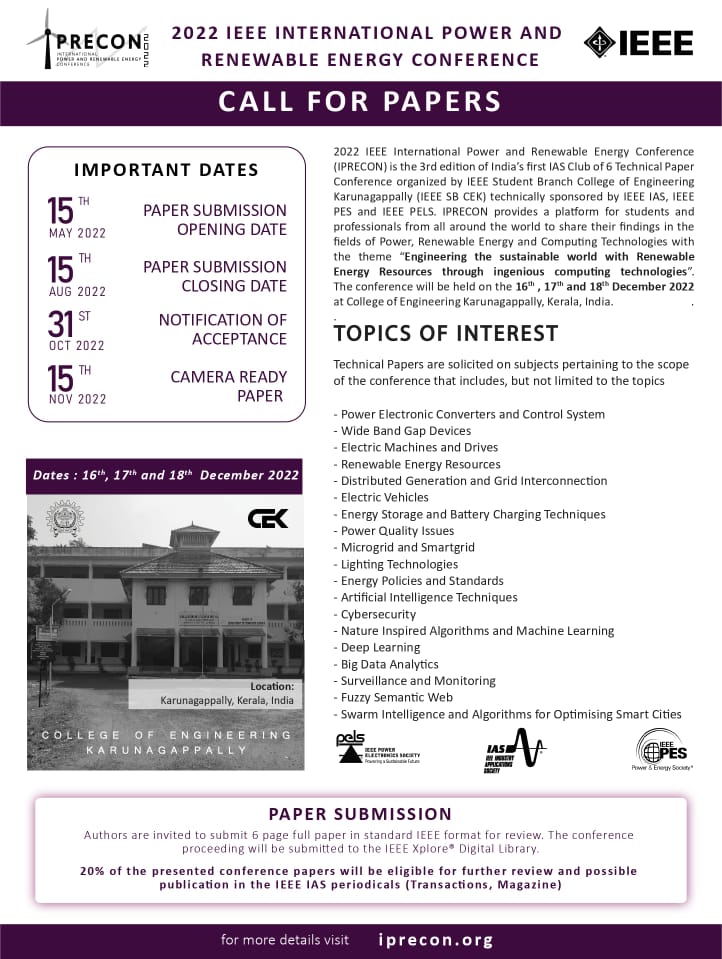 PRECON
2022
INTERNATIONAL
POWER AND RENEWABLE ENERGY
CONFERENCE
2022 IEEE INTERNATIONAL POWER AND
RENEWABLE ENERGY CONFERENCE
IEEE
CALL FOR PAPERS
IMPORTANT DATES
15 TH
MAY 2022
PAPER SUBMISSION
OPENING DATE
15 TH
AUG 2022
PAPER SUBMISSION
CLOSING DATE
31 ST
OCT 2022
NOTIFICATION OF
ACCEPTANCE
15 TH
NOV 2022
CAMERA READY
PAPER
Dates : 16th, 17th and 18th December 2022
CEK
Location:
Karunagappally, Kerala, India
COLLEGE OF ENGINEERING
KARUNAGAPPALLY
2022 IEEE International Power and Renewable Energy Conference
(IPRECON) is the 3rd edition of India's first IAS Club of 6 Technical Paper
Conference organized by IEEE Student Branch College of Engineering
Karunagappally (IEEE SB CEK) technically sponsored by IEEE IAS, IEEE
PES and IEEE PELS. IPRECON provides a platform for students and
professionals from all around the world to share their findings in the
fields of Power, Renewable Energy and Computing Technologies with
the theme “Engineering the sustainable world with Renewable
Energy Resources through ingenious computing technologies”.
The conference will be held on the 16th , 17th and 18th December 2022
at College of Engineering Karunagappally, Kerala, India. .
.
TOPICS OF INTEREST
Technical Papers are solicited on subjects pertaining to the scope
of the conference that includes, but not limited to the topics
- Power Electronic Converters and Control System
- Wide Band Gap Devices
- Electric Machines and Drives
- Renewable Energy Resources
- Distributed Generation and Grid Interconnection
- Electric Vehicles
- Energy Storage and Battery Charging Techniques
- Power Quality Issues
- Microgrid and Smartgrid
- Lighting Technologies
- Energy Policies and Standards
- Artificial Intelligence Techniques
- Cybersecurity
- Nature Inspired Algorithms and Machine Learning
- Deep Learning
- Big Data Analytics
- Surveillance and Monitoring
- Fuzzy Semantic Web
- Swarm Intelligence and Algorithms for Optimising Smart Cities
pels
IEEE POWER
ELECTRONICS SOCIETY
Powering a Sustainable Future
IAS
IEEE INDUSTRY
APPLICATIONS
SOCIETY
IEEE
PES
Power & Energy Society®
PAPER SUBMISSION
Authors are invited to submit 6 page full paper in standard IEEE format for review. The conference
proceeding will be submitted to the IEEE Xplore® Digital Library.
20% of the presented conference papers will be eligible for further review and possible
publication in the IEEE IAS periodicals (Transactions, Magazine)
for more details visit iprecon.org